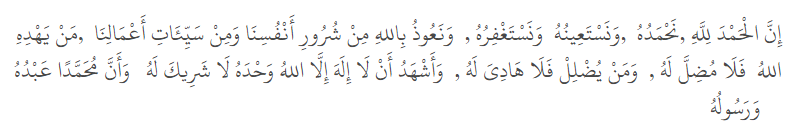 إِنَّ الْحَمْدَ لِلَّهِ ,نَحْمَدُهُ ,وَنَسْتَعِينُهُ وَنَسْتَغْفِرُهُ , وَنَعُوذُ بِاللهِ مِنْ شُرُورِ أَنْفُسِنَا وَمِنْ سَيِّئَاتِ أَعْمَالِنَا ,مَنْ يَهْدِهِ
اللهُ فَلَا مُضِلَّ لَهُ , وَمَنْ يُضْلِلْ فَلَا هَادِىَ لَهُ , وَأَشْهَدُ أَنْ لَا إِلَهَ إِلَّا اللهُ وَحْدَهُ لَا شَرِيكَ لَهُ وَأَنَّ مُحَمَّدًا عَبْدُهُ
وَرَسُولُهُ